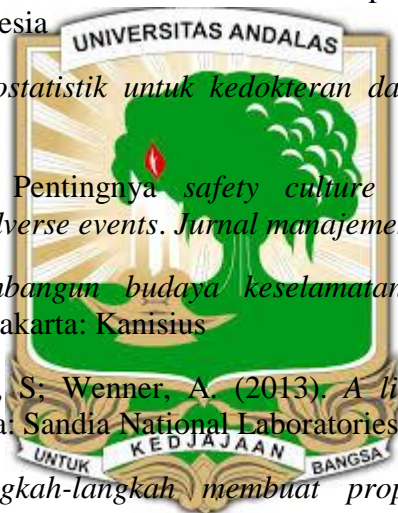 esia
UNIVERSITAS ANDALAS
ostatistik untuk kedokteran da
Pentingnya safety culture
dverse events. Jurnal manajeme
mbangun budaya keselamatan
akarta: Kanisius
, S; Wenner, A. (2013). A li
a: Sandia National Laboratories
UNTUK KEDJAJAAN BANGSA
ngkah-langkah membuat prop